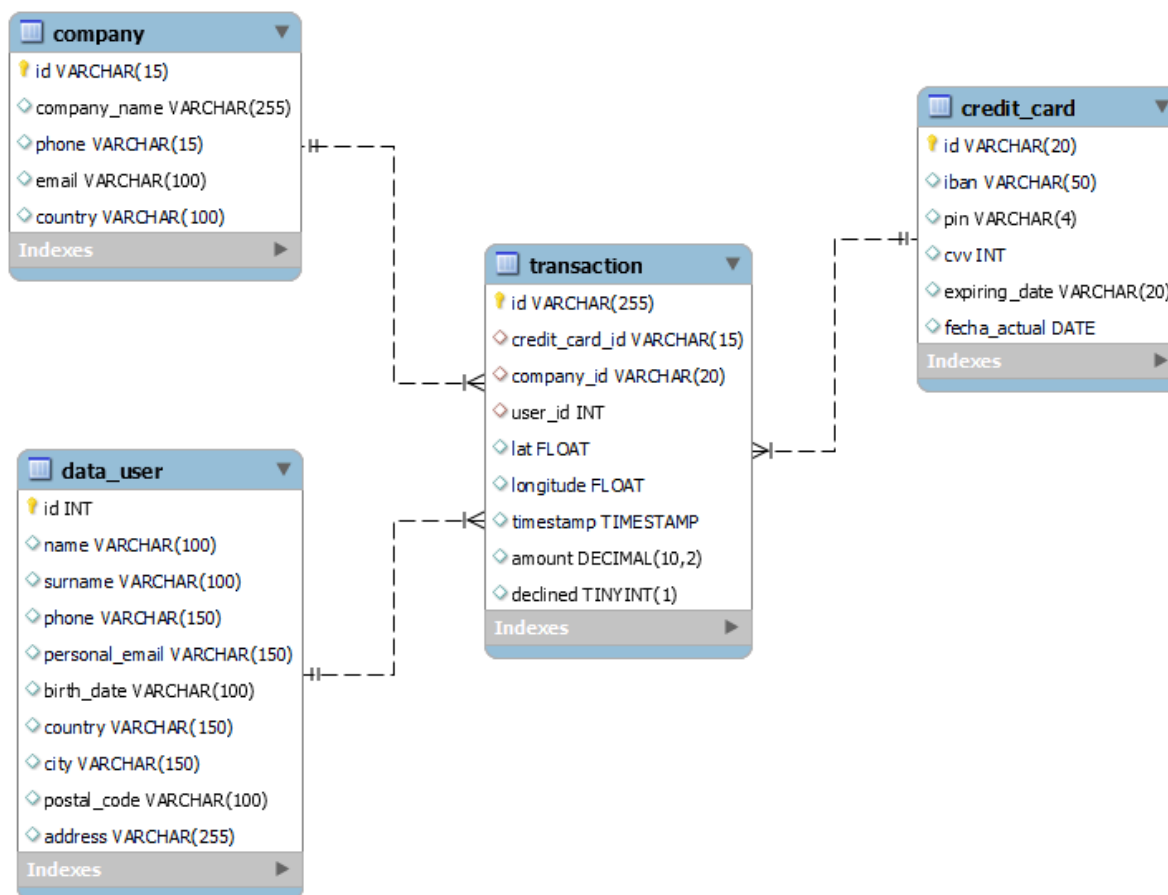 company
id VARCHAR(15)
company_name VARCHAR(255)
phone VARCHAR(15)
email VARCHAR(100)
country VARCHAR(100)
Indexes
credit_card
id VARCHAR(20)
iban VARCHAR(50)
pin VARCHAR(4)
cvv INT
expiring_date VARCHAR(20)
fecha_actual DATE
Indexes
transaction
id VARCHAR(255)
credit_card_id VARCHAR(15)
company_id VARCHAR(20)
user_id INT
lat FLOAT
longitude FLOAT
timestamp TIMESTAMP
amount DECIMAL(10,2)
declined TINYINT(1)
Indexes
data_user
id INT
name VARCHAR(100)
surname VARCHAR(100)
phone VARCHAR(150)
personal_email VARCHAR(150)
birth_date VARCHAR(100)
country VARCHAR(150)
city VARCHAR(150)
postal_code VARCHAR(100)
address VARCHAR(255)
Indexes